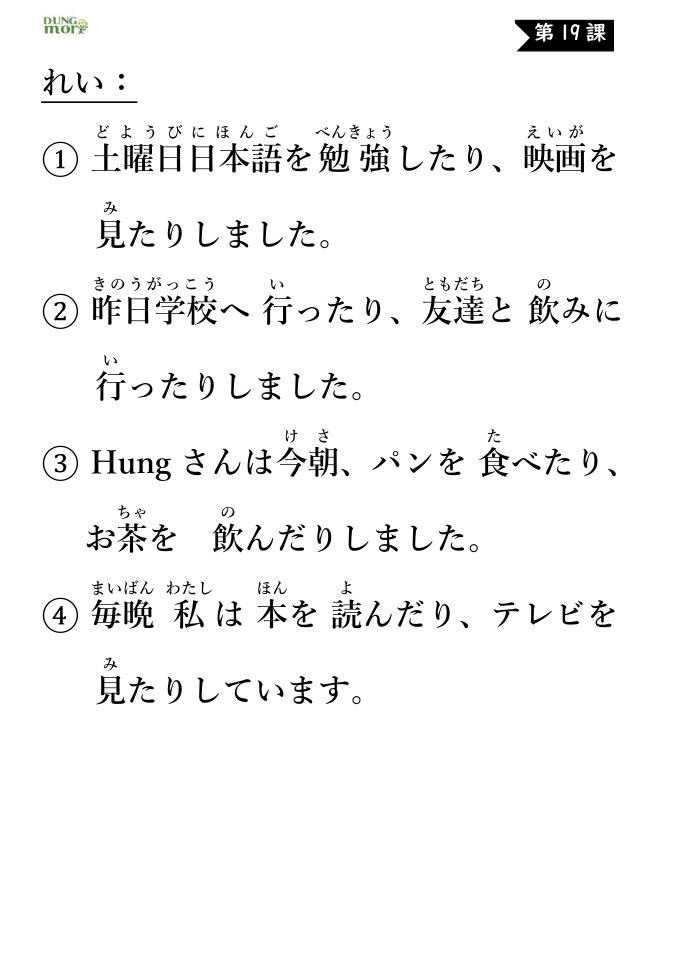 DUNG
mori
第19課
れい：
どようびにほんご べんきょう えいが
① 土曜日日本語を勉強したり、映画を
み
見たりしました。
きのうがっこう い ともだち の
② 昨日学校へ 行ったり、友達と 飲みに
い
行ったりしました。
けさ た
③ Hung さんは今朝、パンを 食べたり、
ちゃ の
お茶を　飲んだりしました。
まいばん わたし ほん よ
④ 毎晩 私は 本を 読んだり、テレビを
み
見たりしています。